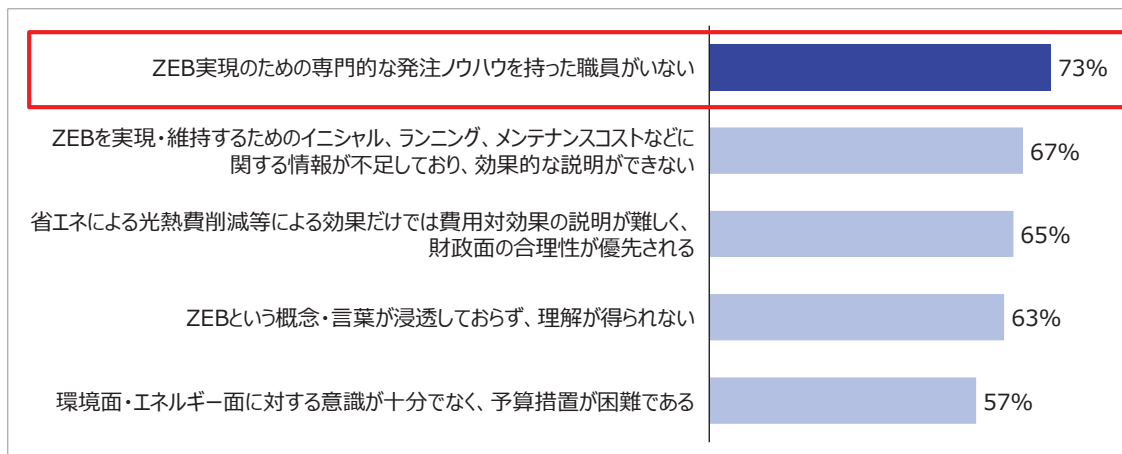 ZEB実現のための専門的な発注ノウハウを持った職員がいない
73%
ZEBを実現・維持するためのイニシャル、ランニング、メンテナンスコストなどに
関する情報が不足しており、効果的な説明ができない
67%
省エネによる光熱費削減等による効果だけでは費用対効果の説明が難しく、
財政面の合理性が優先される
65%
ZEBという概念・言葉が浸透しておらず、理解が得られない
63%
環境面・エネルギー面に対する意識が十分でなく、予算措置が困難である
57%